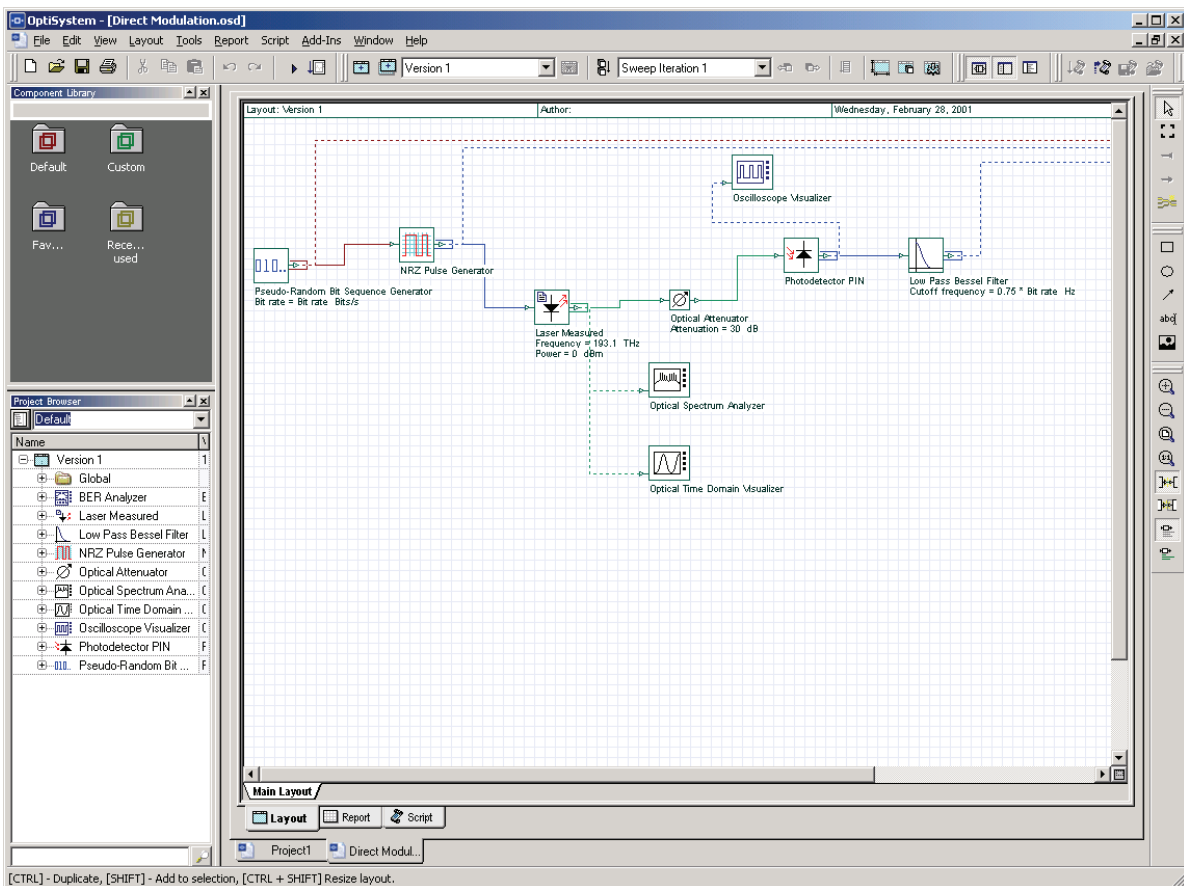 OptiSystem - [Direct Modulation.osd]
File Edit View Layout Tools Report Script Add-Ins Window Help
Version 1
Sweep Iteration 1
Component Library
Default
Custom
Fav...
Rece... used
Layout: Version 1
Author:
Wednesday, February 28, 2001
Oscilloscope Visualizer
NRZ Pulse Generator
Pseudo-Random Bit Sequence Generator
Bit rate = Bit rate Bits/s
Photodetector PIN
Low Pass Bessel Filter
Cutoff frequency = 0.75 * Bit rate Hz
Laser Measured
Frequency = 193.1 THz
Power = 0 dBm
Optical Attenuator
Attenuation = 30 dB
Optical Spectrum Analyzer
Optical Time Domain Visualizer
abc
Project Browser
Default
Name
Version 1 1
Global
BER Analyzer
Laser Measured L
Low Pass Bessel Filter L
NRZ Pulse Generator
Optical Attenuator
Optical Spectrum Ana...
Optical Time Domain ...
Oscilloscope Visualizer
Photodetector PIN
Pseudo-Random Bit ...
Main Layout
Layout Report Script
Project1 Direct Modul...
[CTRL] - Duplicate, [SHIFT] - Add to selection, [CTRL + SHIFT] Resize layout.